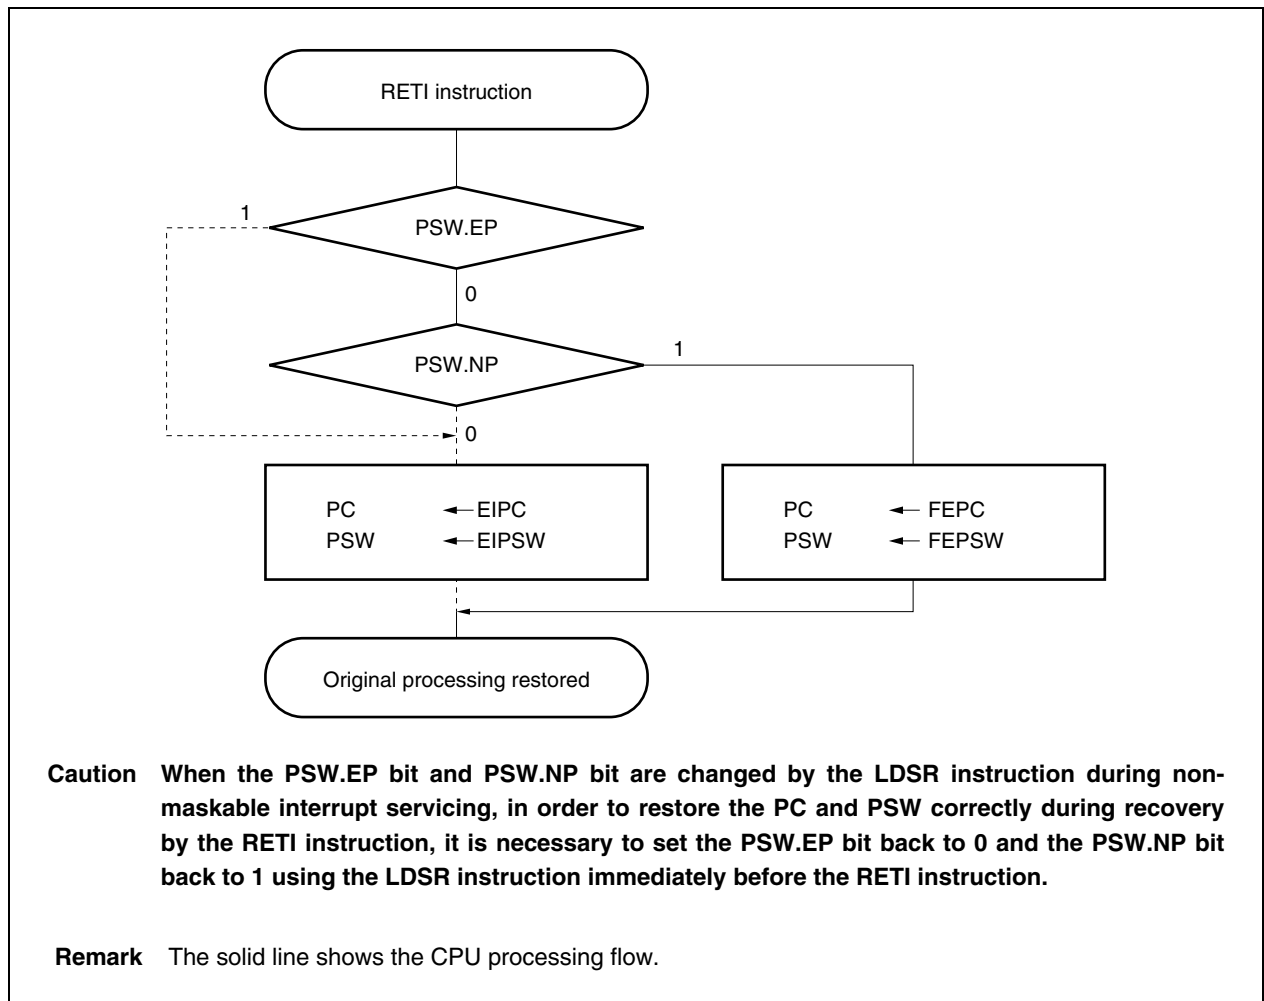 RETI instruction
1
PSW.EP
0
1
PSW.NP
0
PC ← EIPC
PSW ← EIPSW
PC ← FEPC
PSW ← FEPSW
Original processing restored
Caution When the PSW.EP bit and PSW.NP bit are changed by the LDSR instruction during non-
maskable interrupt servicing, in order to restore the PC and PSW correctly during recovery
by the RETI instruction, it is necessary to set the PSW.EP bit back to 0 and the PSW.NP bit
back to 1 using the LDSR instruction immediately before the RETI instruction.
Remark The solid line shows the CPU processing flow.